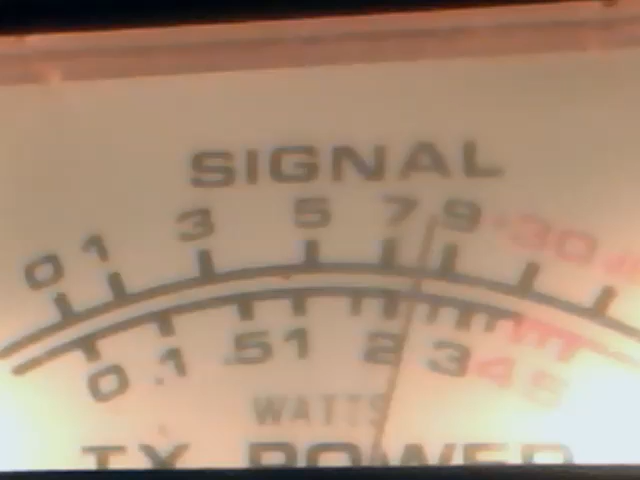 SIGNAL
0 1 3 5 7 9 +30
0 .1 .5 1 2 3 4 5
WATTS
TX POWER